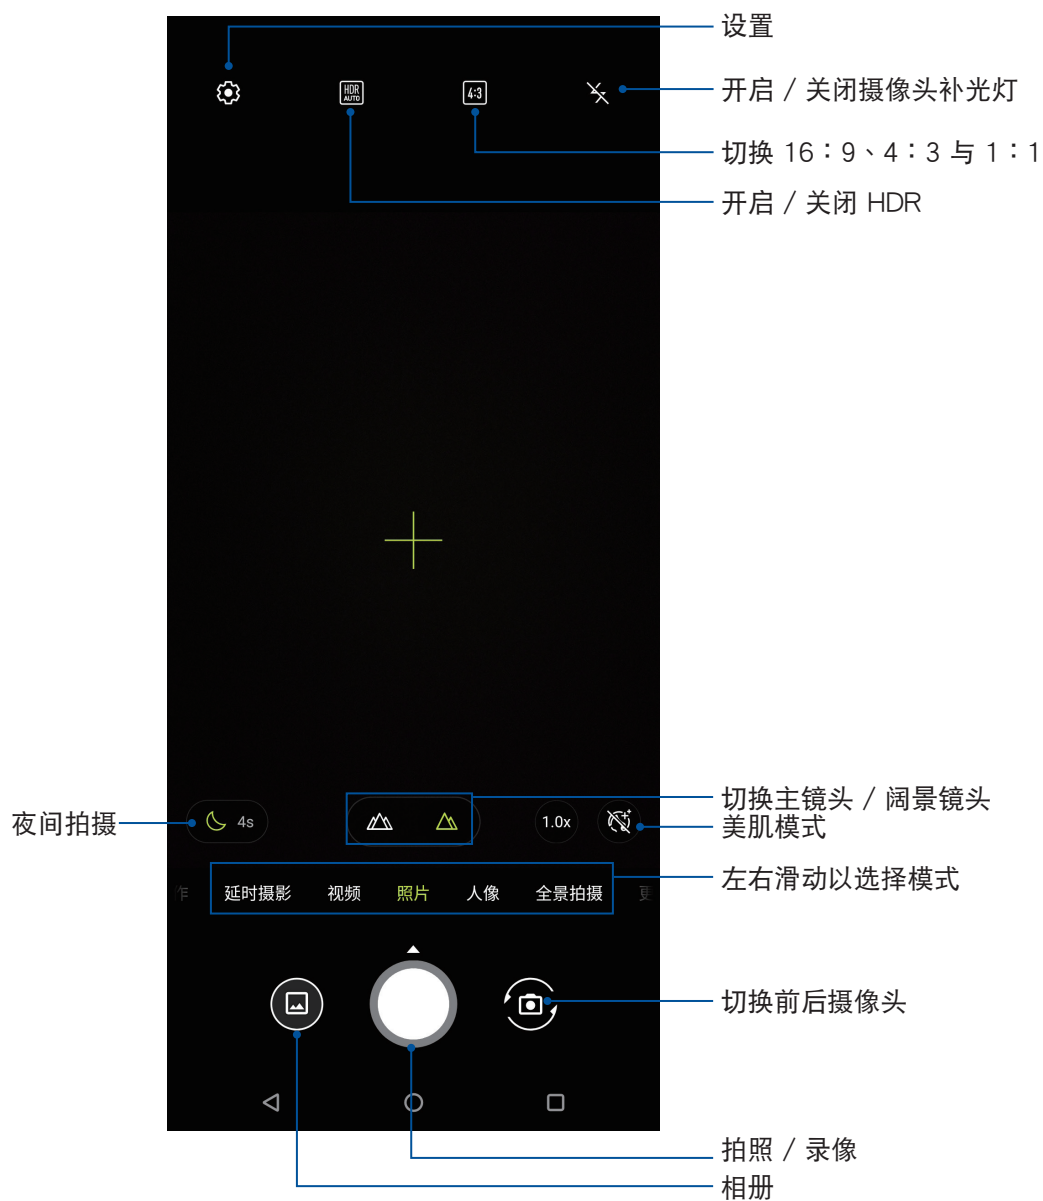 设置
开启 / 关闭摄像头补光灯
HDR
AUTO
4:3
切换 16：9、4：3 与 1：1
开启 / 关闭 HDR
切换主镜头 / 阔景镜头
夜间拍摄
4s
1.0x
美肌模式
左右滑动以选择模式
作 延时摄影 视频 照片 人像 全景拍摄 更
切换前后摄像头
拍照 / 录像
相册